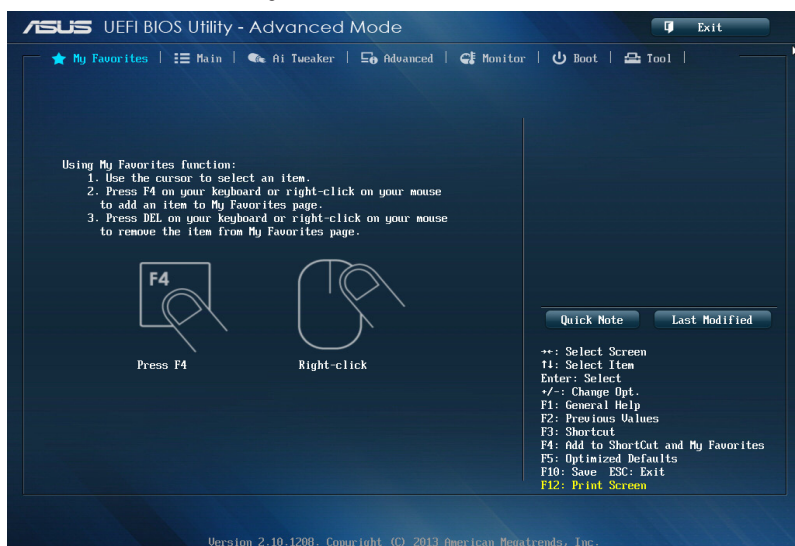 ASUS UEFI BIOS Utility - Advanced Mode
Exit
My Favorites | Main | Ai Tweaker | Advanced | Monitor | Boot | Tool |
Using My Favorites function:
1. Use the cursor to select an item.
2. Press F4 on your keyboard or right-click on your mouse
to add an item to My Favorites page.
3. Press DEL on your keyboard or right-click on your mouse
to remove the item from My Favorites page.
F4
Press F4
Right-click
Quick Note
Last Modified
→←: Select Screen
↑↓: Select Item
Enter: Select
+/-: Change Opt.
F1: General Help
F2: Previous Values
F3: Shortcut
F4: Add to ShortCut and My Favorites
F5: Optimized Defaults
F10: Save ESC: Exit
F12: Print Screen
Version 2.10.1208. Copyright (C) 2013 American Megatrends, Inc.